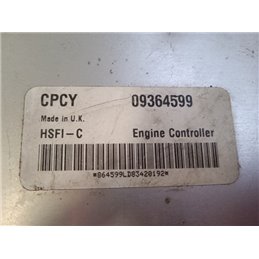 CPCY 09364599
Made in U.K.
HSFI-C Engine Controller
*864599LD83420192*